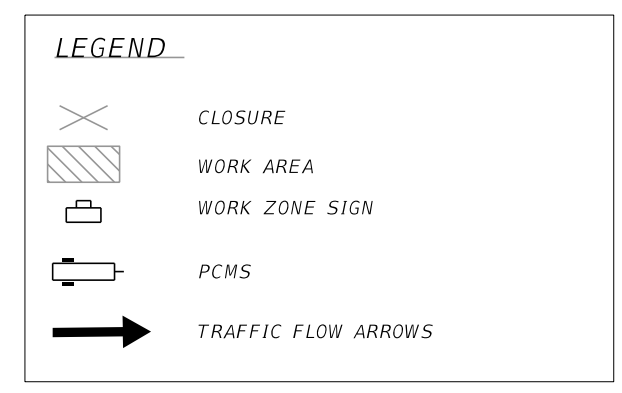 LEGEND
CLOSURE
WORK AREA
WORK ZONE SIGN
PCMS
TRAFFIC FLOW ARROWS